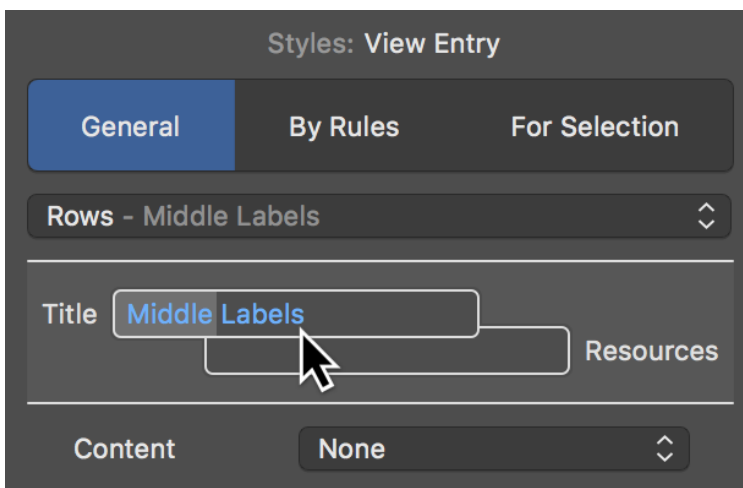 Styles: View Entry
General By Rules For Selection
Rows - Middle Labels
Title Middle Labels
Resources
Content None